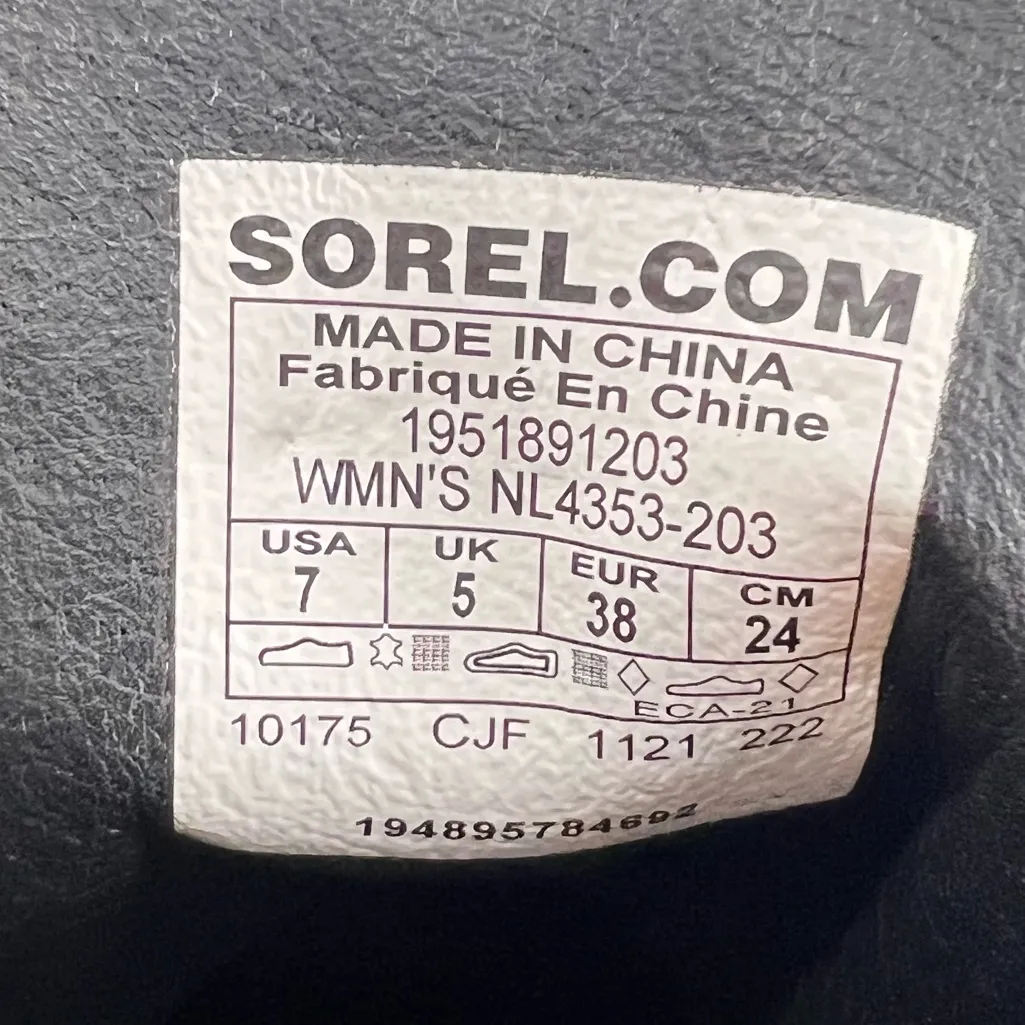 SOREL.COM
MADE IN CHINA
Fabriqué En Chine
1951891203
WMN'S NL4353-203
USA UK EUR CM
7 5 38 24
ECA-21
10175 CJF 1121 222
194895784692